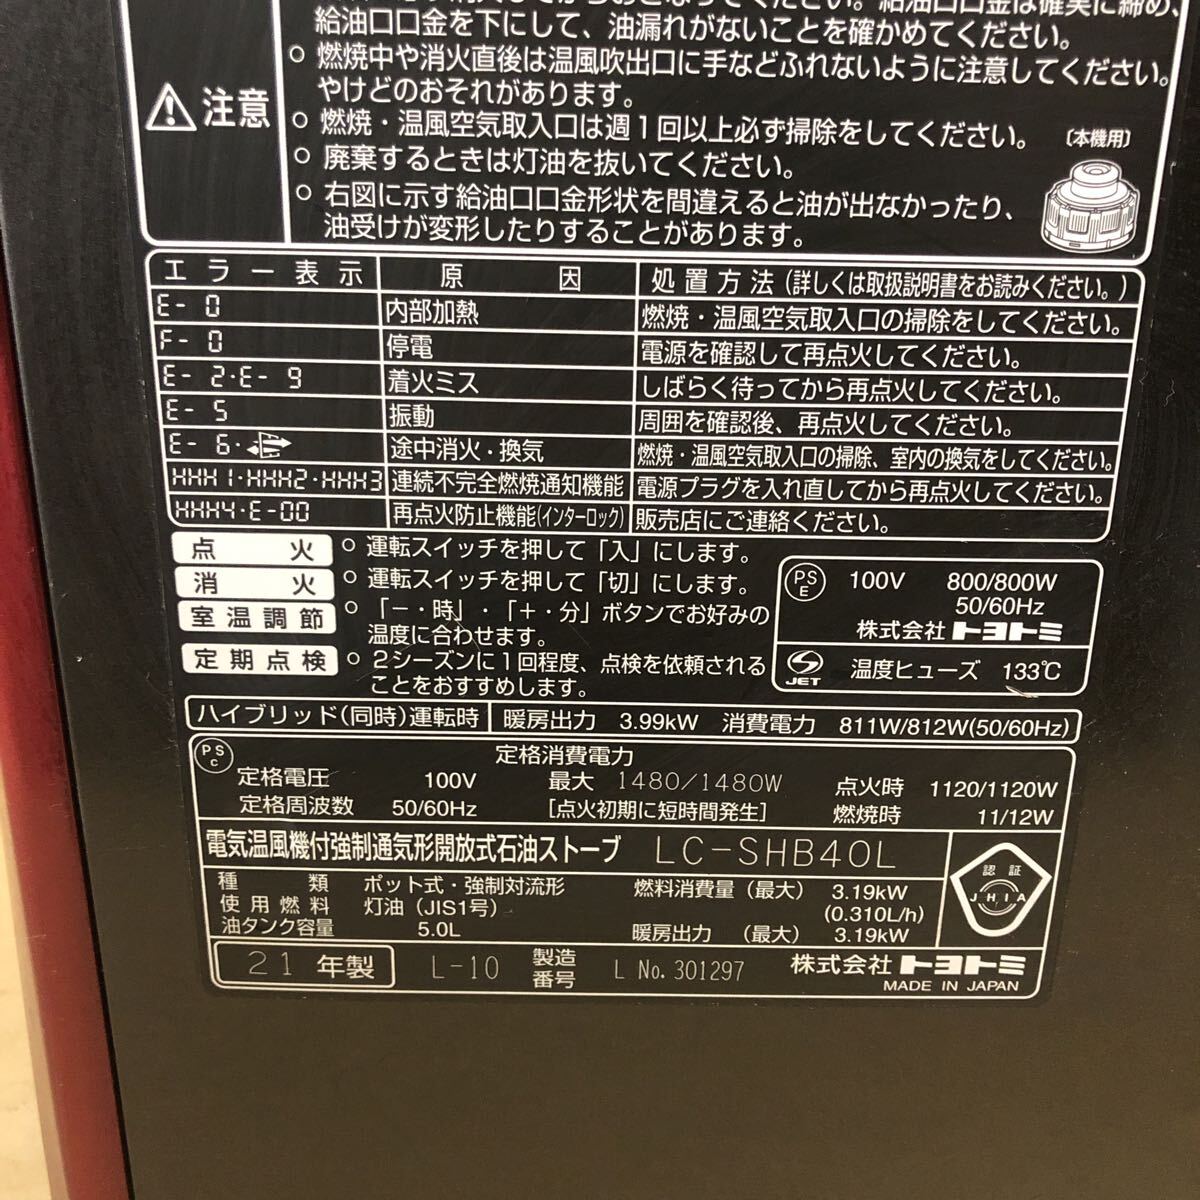 給油口口金は確実に締め、
給油口口金を下にして、油漏れがないことを確かめてください。
○ 燃焼中や消火直後は温風吹出口に手などふれないように注意してください。
やけどのおそれがあります。
注意
○ 燃焼・温風空気取入口は週1回以上必ず掃除をしてください。
〔本機用〕
○ 廃棄するときは灯油を抜いてください。
○ 右図に示す給油口口金形状を間違えると油が出なかったり、
油受けが変形したりすることがあります。
エラー表示 原因 処置方法(詳しくは取扱説明書をお読みください。)
E- 0 内部加熱 燃焼・温風空気取入口の掃除をしてください。
F- 0 停電 電源を確認して再点火してください。
E- 2・E- 9 着火ミス しばらく待ってから再点火してください。
E- 5 振動 周囲を確認後、再点火してください。
E- 6・ 途中消火・換気 燃焼・温風空気取入口の掃除、室内の換気をしてください。
HHH1・HHH2・HHH3 連続不完全燃焼通知機能 電源プラグを入れ直してから再点火してください。
HHH4・E-00 再点火防止機能(インターロック) 販売店にご連絡ください。
点火 ○ 運転スイッチを押して「入」にします。
消火 ○ 運転スイッチを押して「切」にします。
室温調節 ○ 「－・時」・「＋・分」ボタンでお好みの
温度に合わせます。
定期点検 ○ 2シーズンに1回程度、点検を依頼される
ことをおすすめします。
PSE 100V 800/800W
50/60Hz
株式会社トヨトミ
JET 温度ヒューズ 133℃
ハイブリッド(同時)運転時 暖房出力 3.99kW 消費電力 811W/812W(50/60Hz)
PSC 定格消費電力
定格電圧 100V 最大 1480/1480W 点火時 1120/1120W
定格周波数 50/60Hz [点火初期に短時間発生] 燃焼時 11/12W
電気温風機付強制通気形開放式石油ストーブ LC-SHB40L
認証
JHIA
種類 ポット式・強制対流形 燃料消費量(最大) 3.19kW
使用燃料 灯油(JIS1号) (0.310L/h)
油タンク容量 5.0L 暖房出力 (最大) 3.19kW
21 年製 L-10 製造番号 L No.301297 株式会社トヨトミ
MADE IN JAPAN